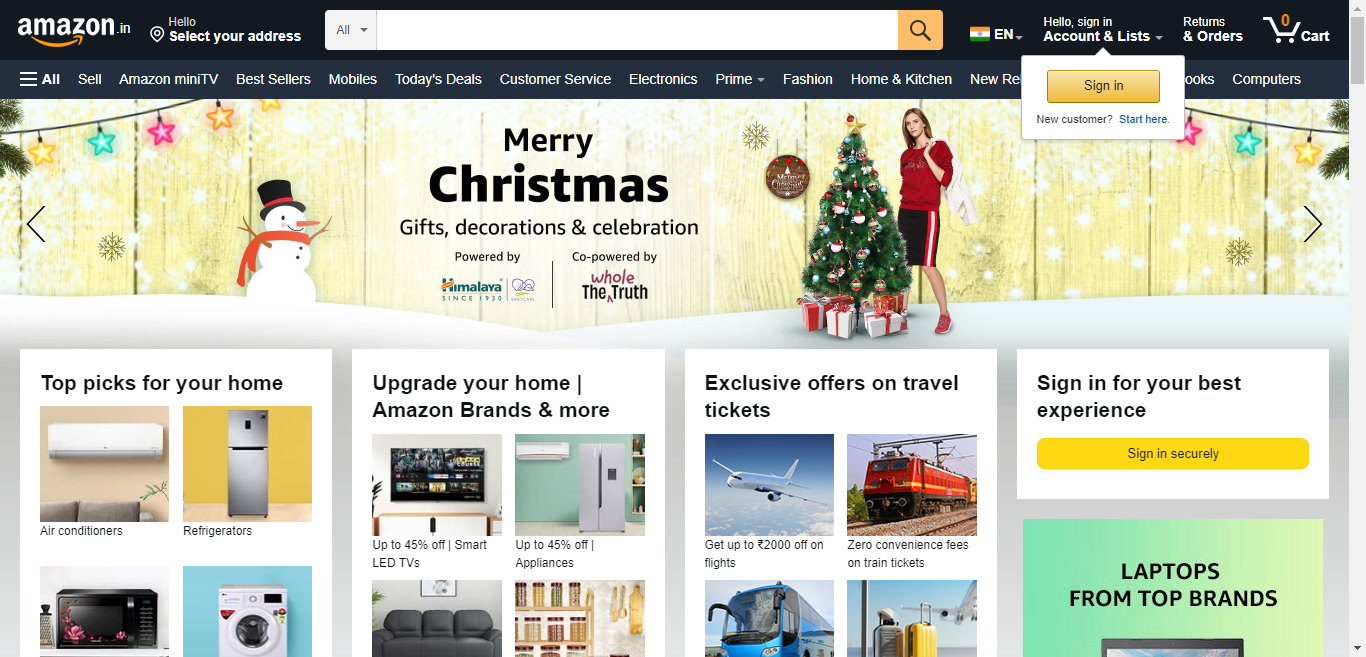 amazon.in
Hello
Select your address
All
EN
Hello, sign in
Account & Lists
Returns
& Orders
0
Cart
All
Sell
Amazon miniTV
Best Sellers
Mobiles
Today's Deals
Customer Service
Electronics
Prime
Fashion
Home & Kitchen
New Re
ooks
Computers
Sign in
New customer? Start here.
Merry
Christmas
Gifts, decorations & celebration
Powered by
Co-powered by
Himalaya
SINCE 1930
BABYCARE
The whole Truth
Merry
Christmas
Top picks for your home
Air conditioners
Refrigerators
Upgrade your home |
Amazon Brands & more
Up to 45% off | Smart
LED TVs
Up to 45% off |
Appliances
Exclusive offers on travel
tickets
Get up to ₹2000 off on
flights
Zero convenience fees
on train tickets
Sign in for your best
experience
Sign in securely
LAPTOPS
FROM TOP BRANDS